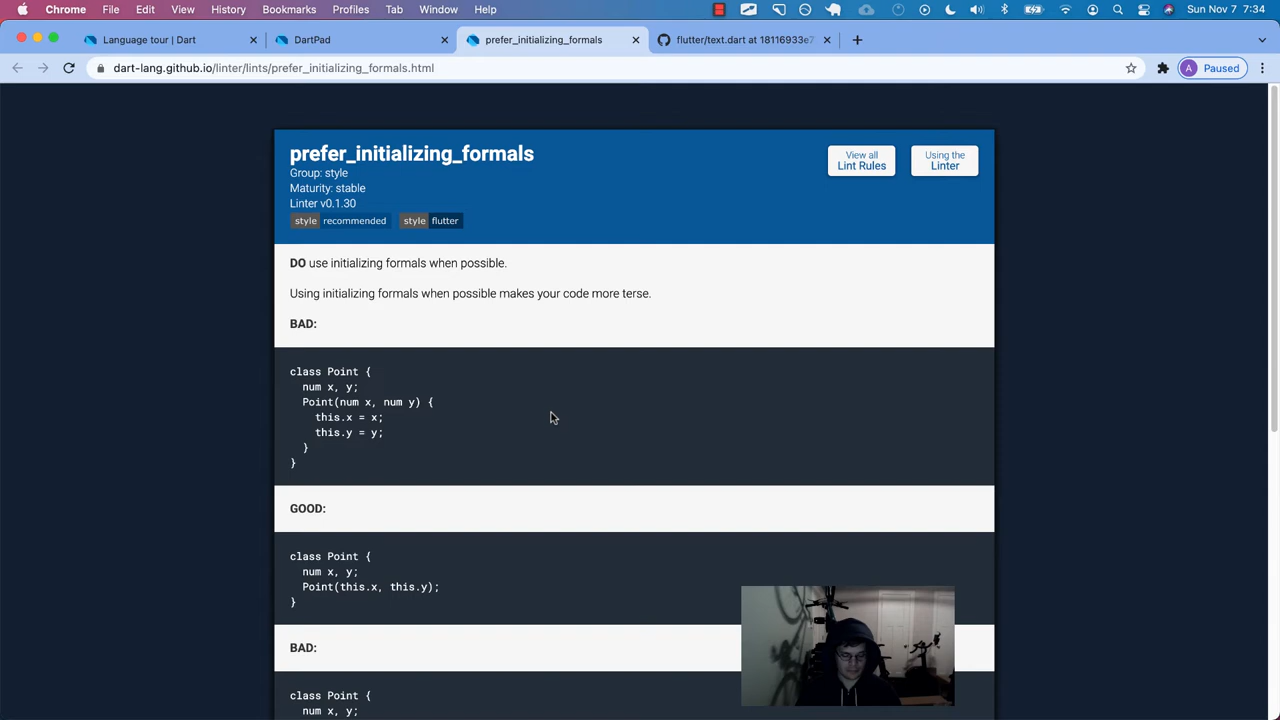 Chrome File Edit View History Bookmarks Profiles Tab Window Help Sun Nov 7 7:34
Language tour | Dart
DartPad
prefer_initializing_formals
flutter/text.dart at 18116933e7
dart-lang.github.io/linter/lints/prefer_initializing_formals.html
A Paused
prefer_initializing_formals
Group: style
Maturity: stable
Linter v0.1.30
style recommended style flutter
View all
Lint Rules
Using the
Linter
DO use initializing formals when possible.
Using initializing formals when possible makes your code more terse.
BAD:
class Point {
num x, y;
Point(num x, num y) {
this.x = x;
this.y = y;
}
}
GOOD:
class Point {
num x, y;
Point(this.x, this.y);
}
BAD:
class Point {
num x, y;